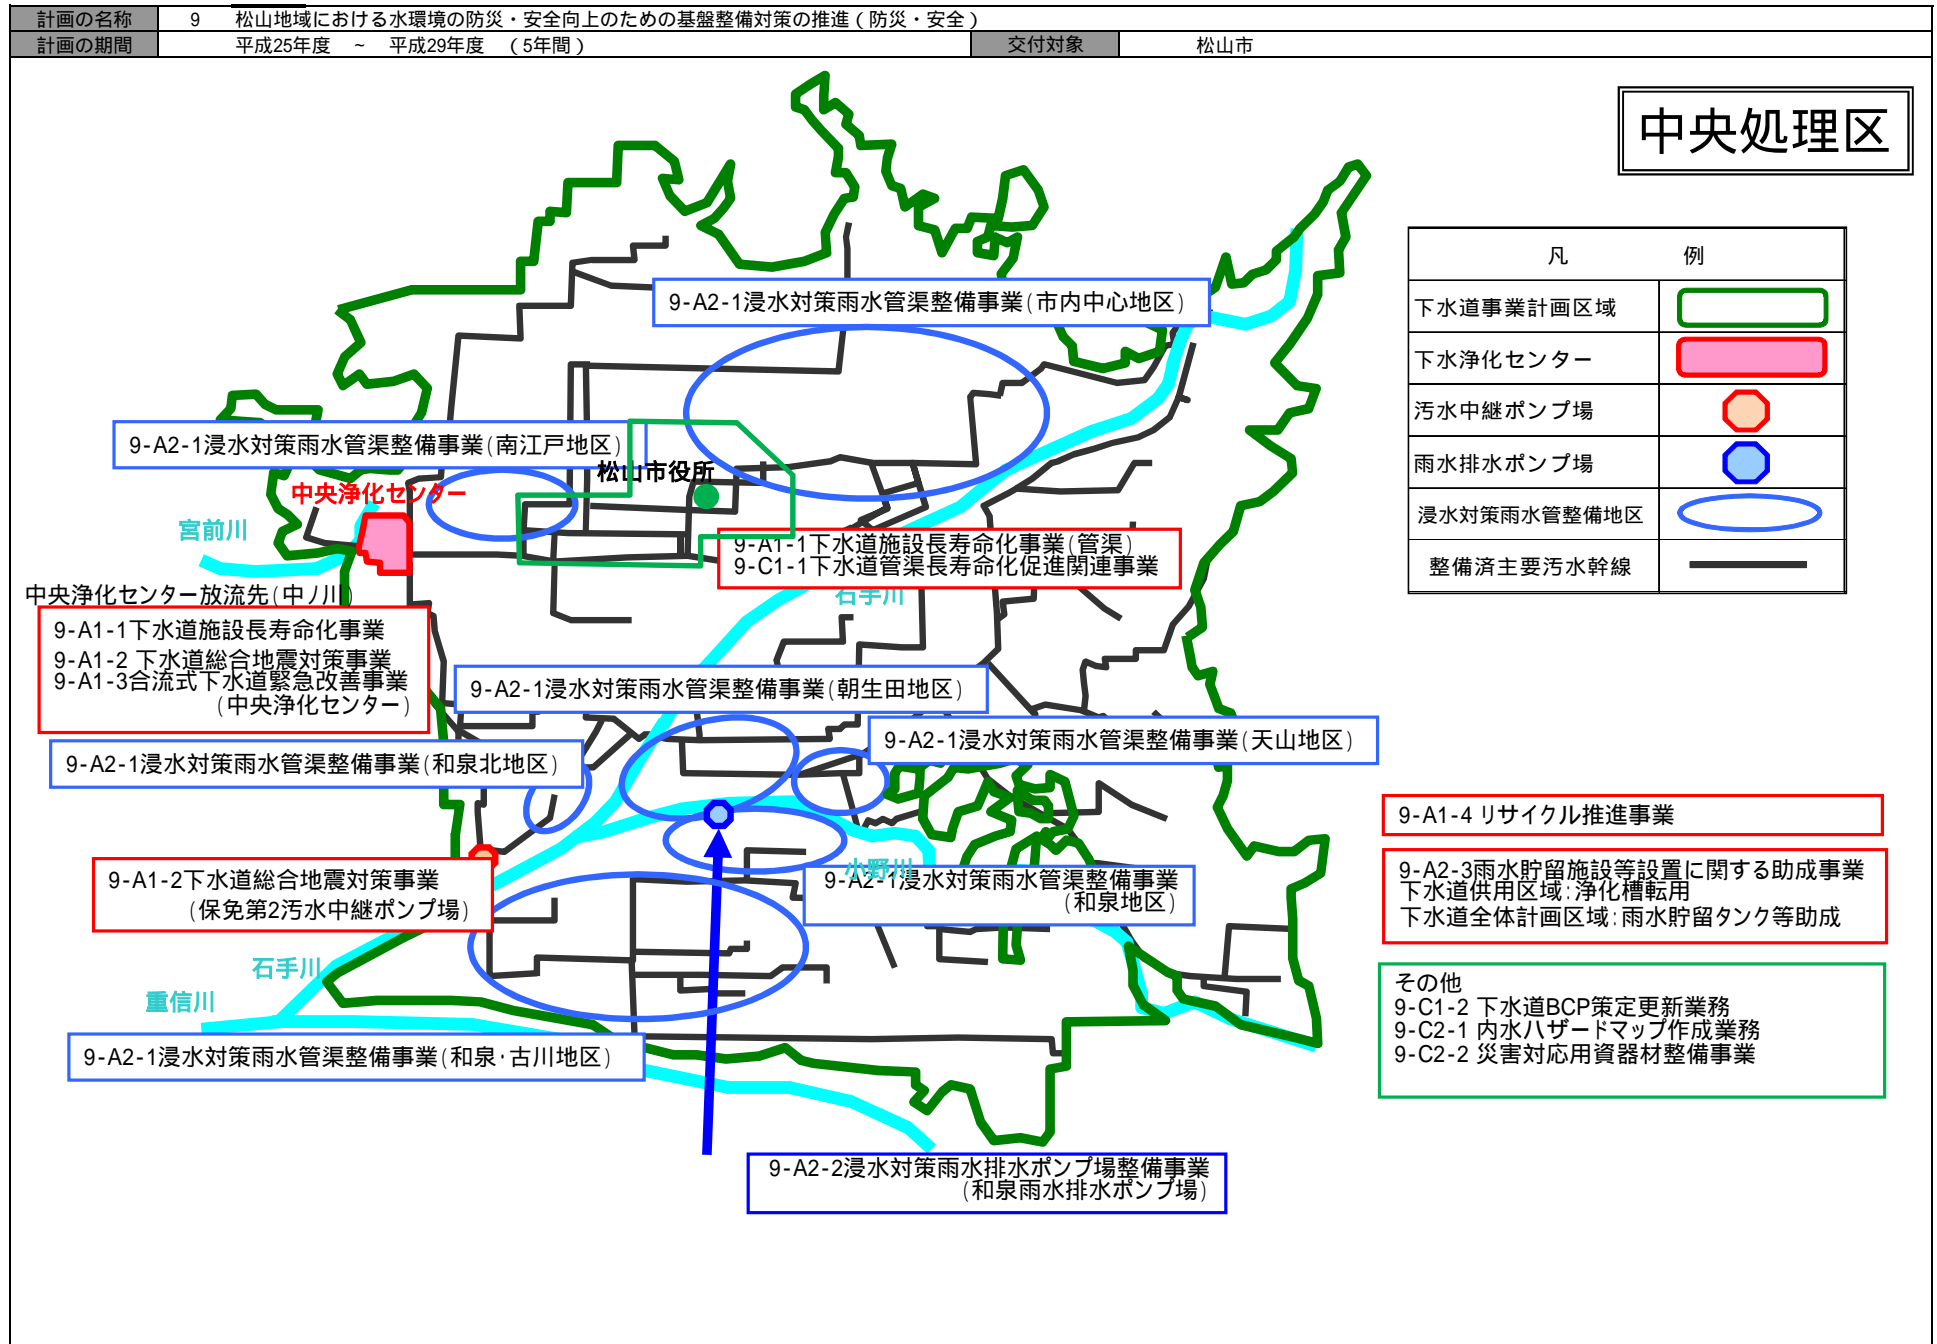 計画の名称 9 松山地域における水環境の防災・安全向上のための基盤整備対策の推進(防災・安全)
計画の期間 平成25年度 ~ 平成29年度 (5年間) 交付対象 松山市
中央処理区
凡 例
下水道事業計画区域
下水浄化センター
汚水中継ポンプ場
雨水排水ポンプ場
浸水対策雨水管整備地区
整備済主要汚水幹線
9-A2-1浸水対策雨水管渠整備事業(市内中心地区)
9-A2-1浸水対策雨水管渠整備事業(南江戸地区)
松山市役所
中央浄化センター
宮前川
9-A1-1下水道施設長寿命化事業(管渠)
9-C1-1下水道管渠長寿命化促進関連事業
石手川
中央浄化センター放流先(中ノ川)
9-A1-1下水道施設長寿命化事業
9-A1-2 下水道総合地震対策事業
9-A1-3合流式下水道緊急改善事業
(中央浄化センター)
9-A2-1浸水対策雨水管渠整備事業(朝生田地区)
9-A2-1浸水対策雨水管渠整備事業(天山地区)
9-A2-1浸水対策雨水管渠整備事業(和泉北地区)
9-A1-4 リサイクル推進事業
9-A1-2下水道総合地震対策事業
(保免第2汚水中継ポンプ場)
小野川
9-A2-1浸水対策雨水管渠整備事業
(和泉地区)
9-A2-3雨水貯留施設等設置に関する助成事業
下水道供用区域:浄化槽転用
下水道全体計画区域:雨水貯留タンク等助成
石手川
重信川
その他
9-C1-2 下水道BCP策定更新業務
9-C2-1 内水ハザードマップ作成業務
9-C2-2 災害対応用資器材整備事業
9-A2-1浸水対策雨水管渠整備事業(和泉・古川地区)
9-A2-2浸水対策雨水排水ポンプ場整備事業
(和泉雨水排水ポンプ場)